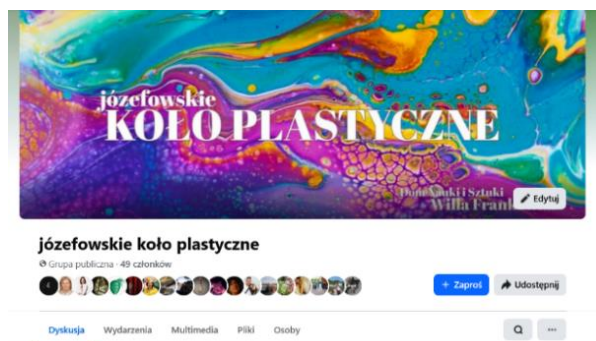 józefowskie
KOŁO PLASTYCZNE
Dom Nauki i Sztuki
Willa Frank
Edytuj
józefowskie koło plastyczne
Grupa publiczna · 49 członków
+ Zaproś
Udostępnij
Dyskusja Wydarzenia Multimedia Pliki Osoby